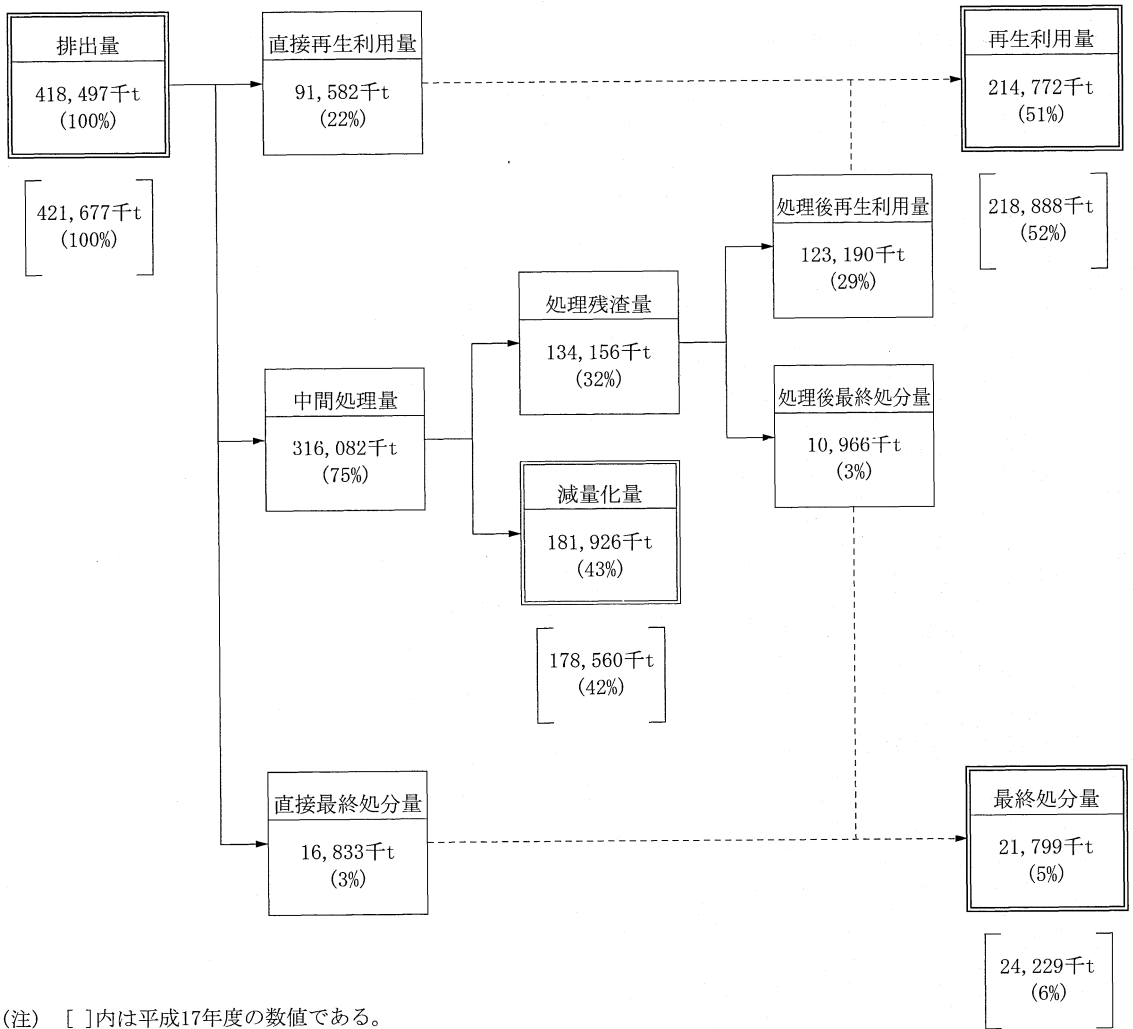 排出量
418,497千t
(100%)
421,677千t
(100%)
直接再生利用量
91,582千t
(22%)
中間処理量
316,082千t
(75%)
直接最終処分量
16,833千t
(3%)
処理残渣量
134,156千t
(32%)
減量化量
181,926千t
(43%)
178,560千t
(42%)
処理後再生利用量
123,190千t
(29%)
処理後最終処分量
10,966千t
(3%)
再生利用量
214,772千t
(51%)
218,888千t
(52%)
最終処分量
21,799千t
(5%)
24,229千t
(6%)
(注) [ ]内は平成17年度の数値である。